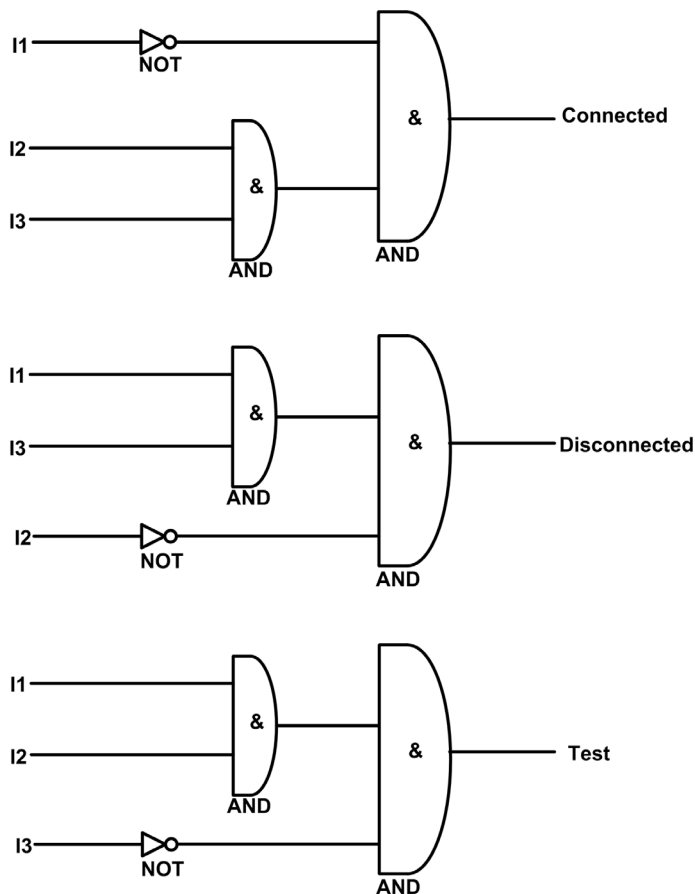 I1
NOT
&
Connected
I2
&
I3
AND
AND
I1
&
&
Disconnected
I3
AND
I2
NOT
AND
I1
&
&
Test
I2
AND
I3
NOT
AND